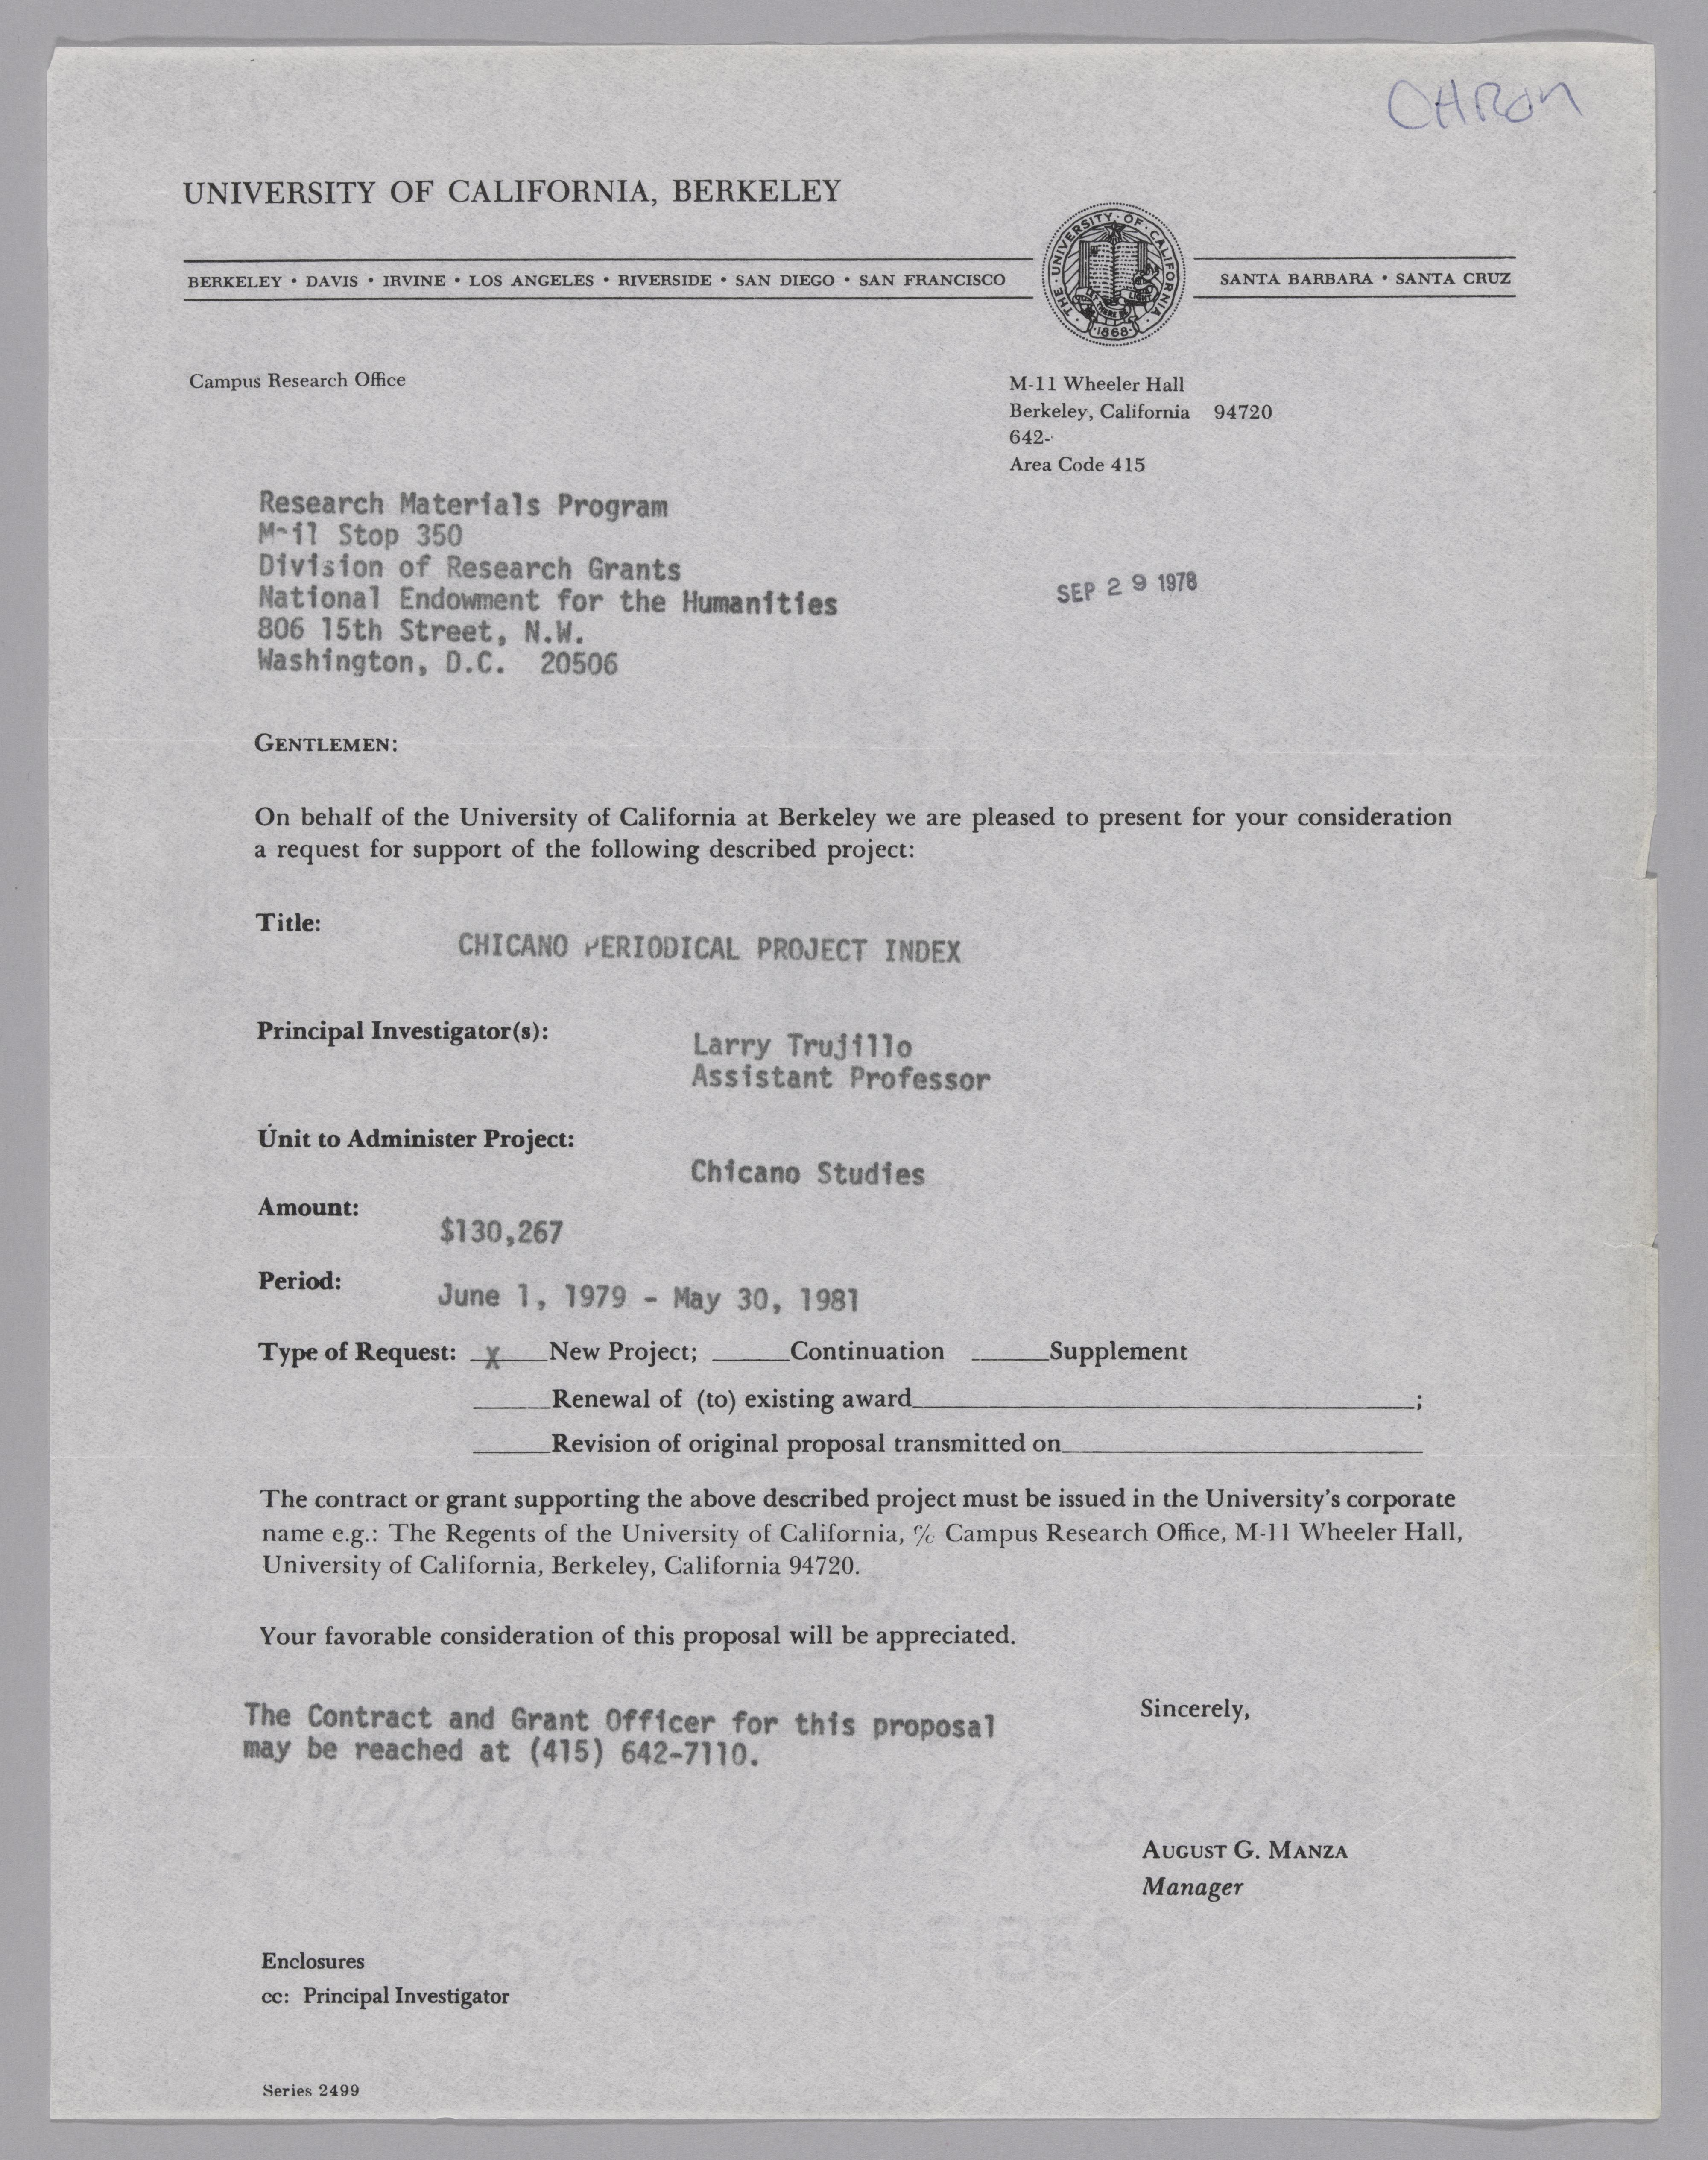 CHRON
UNIVERSITY OF CALIFORNIA, BERKELEY
BERKELEY • DAVIS • IRVINE • LOS ANGELES • RIVERSIDE • SAN DIEGO • SAN FRANCISCO
THE · UNIVERSITY · OF · CALIFORNIA ·
· 1868 ·
SANTA BARBARA • SANTA CRUZ
Campus Research Office
M-11 Wheeler Hall
Berkeley, California 94720
642-
Area Code 415
Research Materials Program
M il Stop 350
Division of Research Grants
National Endowment for the Humanities
806 15th Street, N.W.
Washington, D.C. 20506
SEP 29 1978
GENTLEMEN:
On behalf of the University of California at Berkeley we are pleased to present for your consideration
a request for support of the following described project:
Title:
CHICANO PERIODICAL PROJECT INDEX
Principal Investigator(s):
Larry Trujillo
Assistant Professor
Unit to Administer Project:
Chicano Studies
Amount:
$130,267
Period:
June 1, 1979 - May 30, 1981
Type of Request: __X__New Project; _____Continuation _____Supplement
_____Renewal of (to) existing award_____;
_____Revision of original proposal transmitted on_____
The contract or grant supporting the above described project must be issued in the University's corporate
name e.g.: The Regents of the University of California, ℅ Campus Research Office, M-11 Wheeler Hall,
University of California, Berkeley, California 94720.
Your favorable consideration of this proposal will be appreciated.
The Contract and Grant Officer for this proposal
may be reached at (415) 642-7110.
Sincerely,
AUGUST G. MANZA
Manager
Enclosures
cc: Principal Investigator
Series 2499